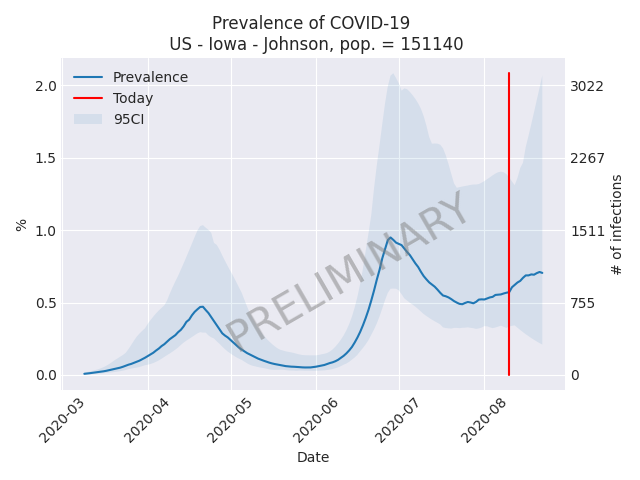 Prevalence of COVID-19
US - Iowa - Johnson, pop. = 151140
Prevalence
Today
95CI
PRELIMINARY
%
2.0
1.5
1.0
0.5
0.0
3022
2267
1511
755
0
# of infections
2020-03
2020-04
2020-05
2020-06
2020-07
2020-08
Date